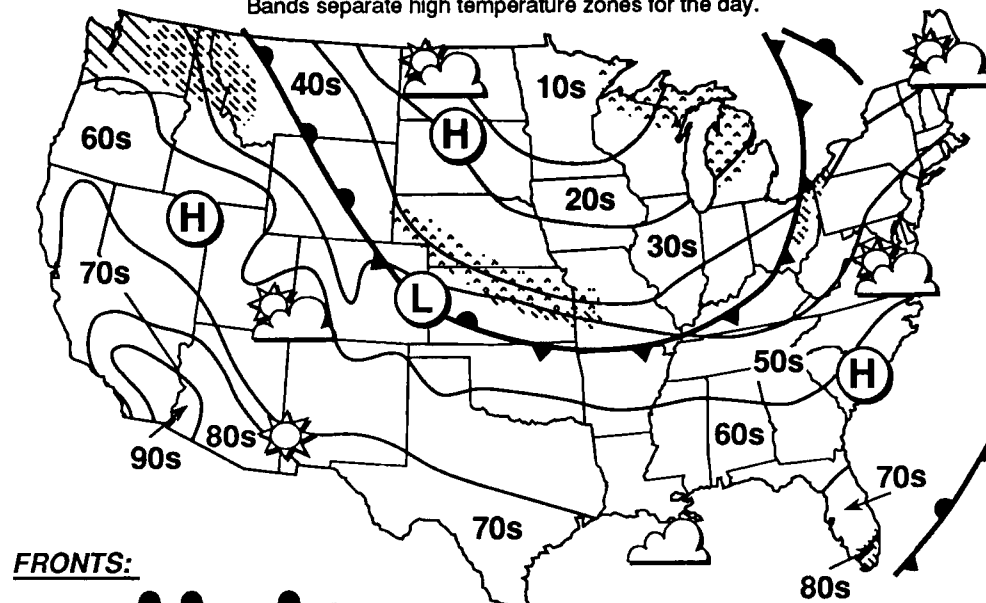 Bands separate high temperature zones for the day.
40s
10s
H
60s
20s
H
30s
70s
L
50s
H
60s
80s
90s
70s
70s
80s
FRONTS: